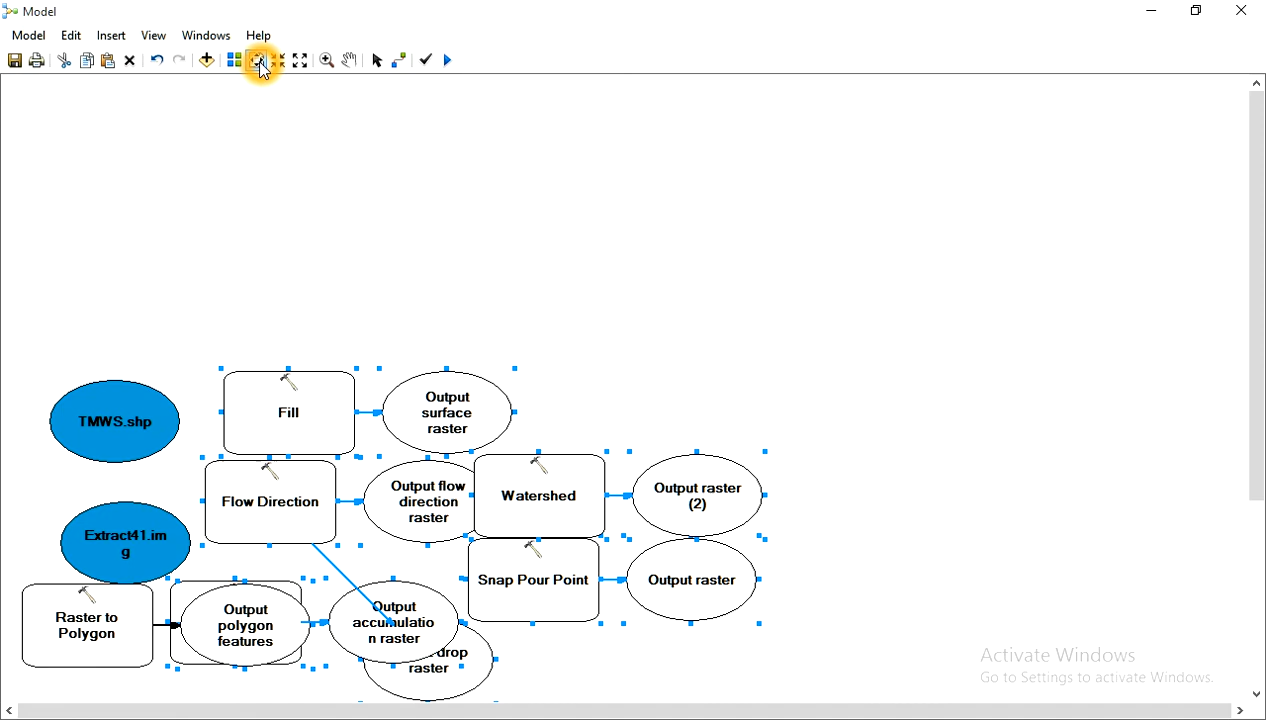 Model
Model Edit Insert View Windows Help
TMWS.shp
Fill
Output
surface
raster
Flow Direction
Output flow
direction
raster
Watershed
Output raster
(2)
Extract41.im
g
Snap Pour Point
Output raster
Raster to
Polygon
Output
polygon
features
Output
accumulatio
n raster
drop
raster
Activate Windows
Go to Settings to activate Windows.